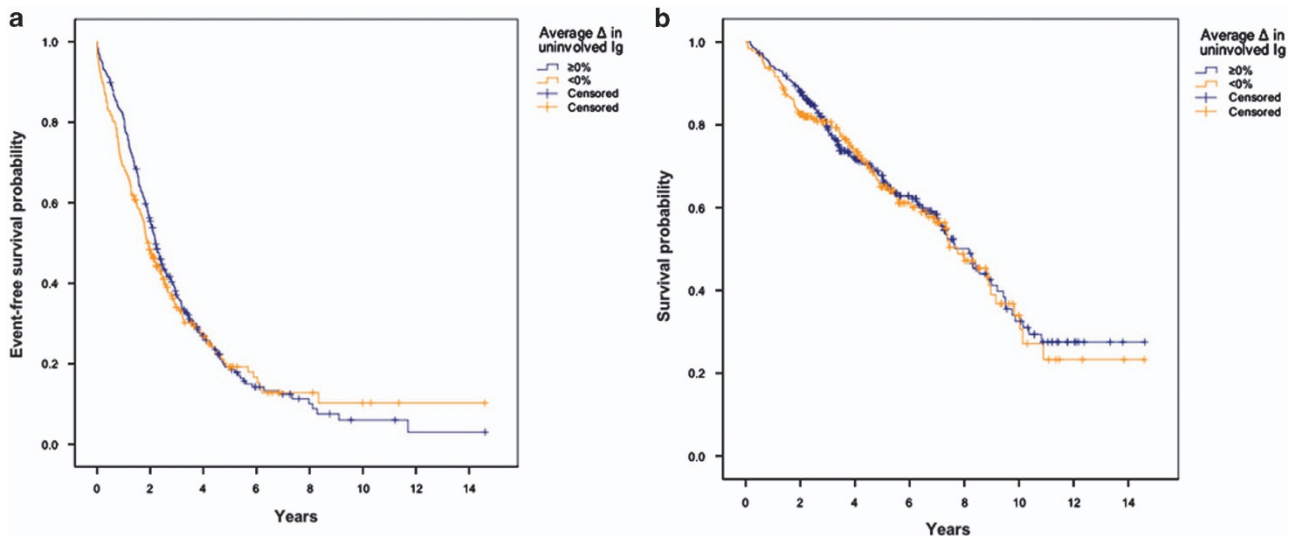 a
Average Δ in
uninvolved Ig
≥0%
<0%
Censored
Censored
Event-free survival probability
1.0
0.8
0.6
0.4
0.2
0.0
0 2 4 6 8 10 12 14
Years
b
Average Δ in
uninvolved Ig
≥0%
<0%
Censored
Censored
Survival probability
1.0
0.8
0.6
0.4
0.2
0.0
0 2 4 6 8 10 12 14
Years